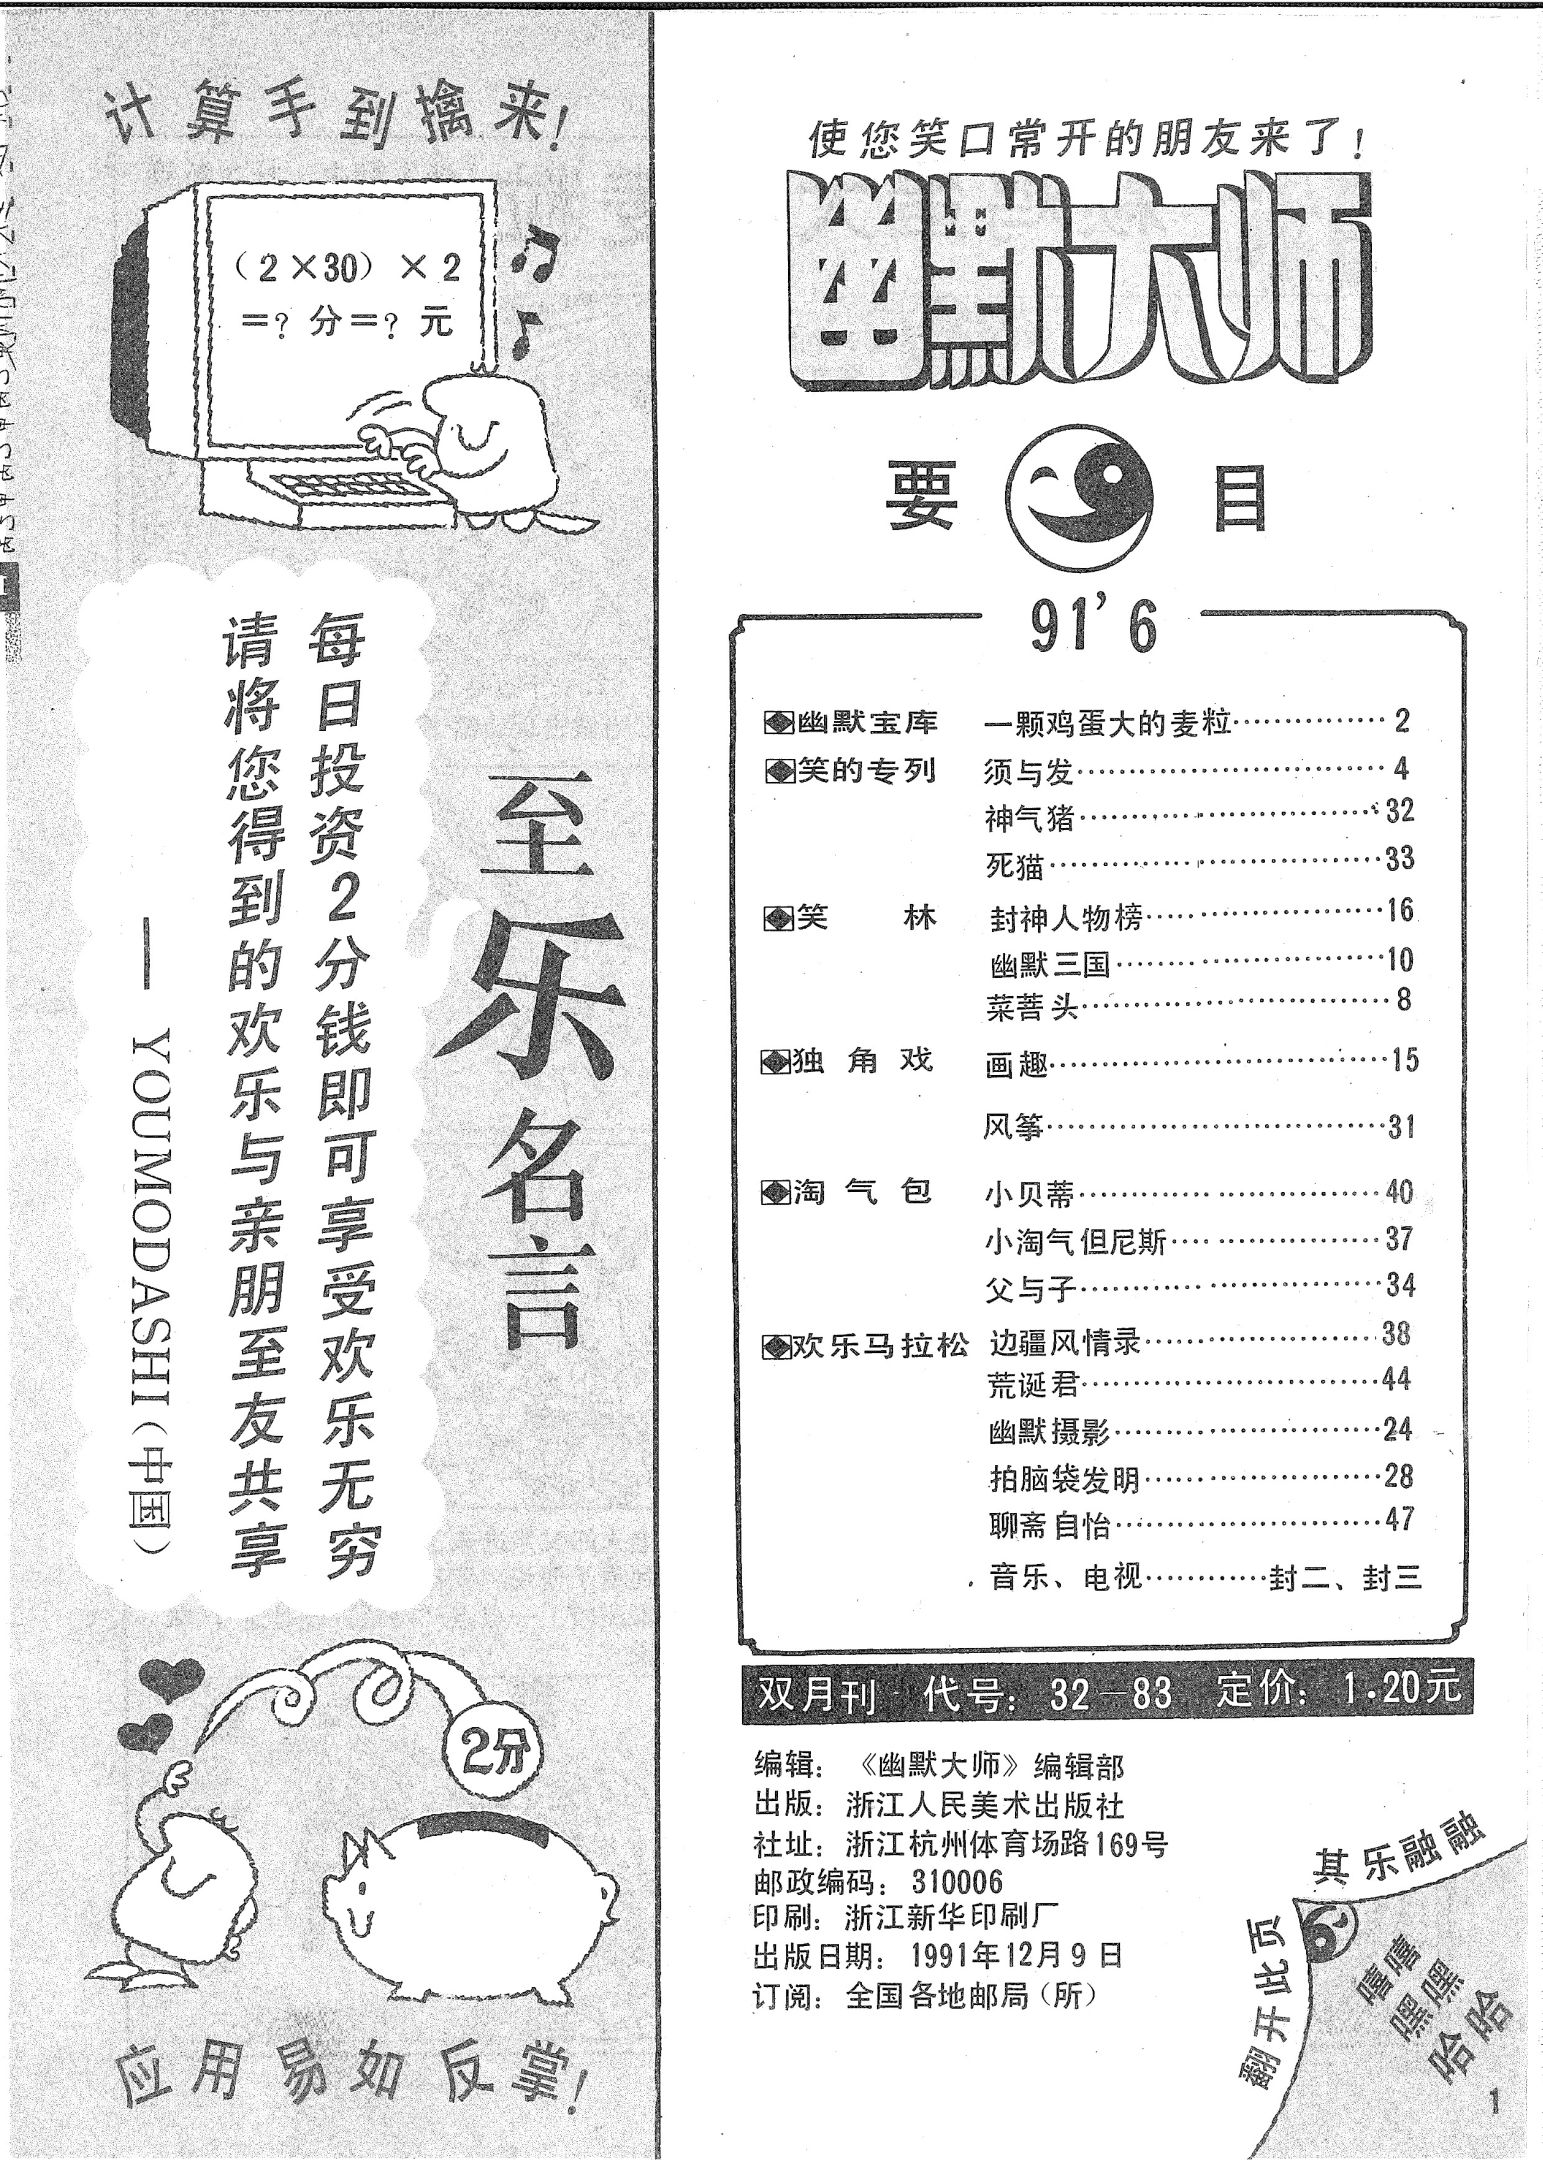 计算手到擒来!
(2×30)×2
=?分=?元
至乐名言
每日投资2分钱即可享受欢乐无穷
请将您得到的欢乐与亲朋至友共享
— YOUMODASHI(中国)
2分
应用易如反掌!
使您笑口常开的朋友来了!
幽默大师
要目
91'6
幽默宝库 一颗鸡蛋大的麦粒……………2
笑的专列 须与发……………4
神气猪……………32
死猫……………33
笑林 封神人物榜……………16
幽默三国……………10
菜菩头……………8
独角戏 画趣……………15
风筝……………31
淘气包 小贝蒂……………40
小淘气但尼斯……………37
父与子……………34
欢乐马拉松 边疆风情录……………38
荒诞君……………44
幽默摄影……………24
拍脑袋发明……………28
聊斋自怡……………47
音乐、电视…………封二、封三
双月刊 代号:32—83 定价:1.20元
编辑:《幽默大师》编辑部
出版:浙江人民美术出版社
社址:浙江杭州体育场路169号
邮政编码:310006
印刷:浙江新华印刷厂
出版日期:1991年12月9日
订阅:全国各地邮局(所)
翻开此页
其乐融融
嘻嘻
嘿嘿
哈哈
1